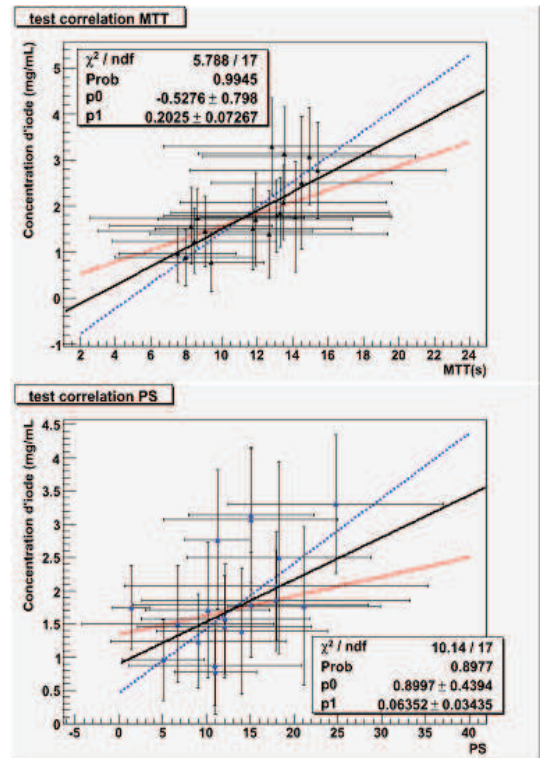 test correlation MTT
χ² / ndf 5.788 / 17
Prob 0.9945
p0 -0.5276 ± 0.798
p1 0.2025 ± 0.07267
Concentration d'iode (mg/mL)
5
4
3
2
1
0
-1
2 4 6 8 10 12 14 16 18 20 22 24
MTT(s)
test correlation PS
Concentration d'iode (mg/mL
4.5
4
3.5
3
2.5
2
1.5
1
0.5
0
χ² / ndf 10.14 / 17
Prob 0.8977
p0 0.8997 ± 0.4394
p1 0.06352 ± 0.03435
-5 0 5 10 15 20 25 30 35 40
PS